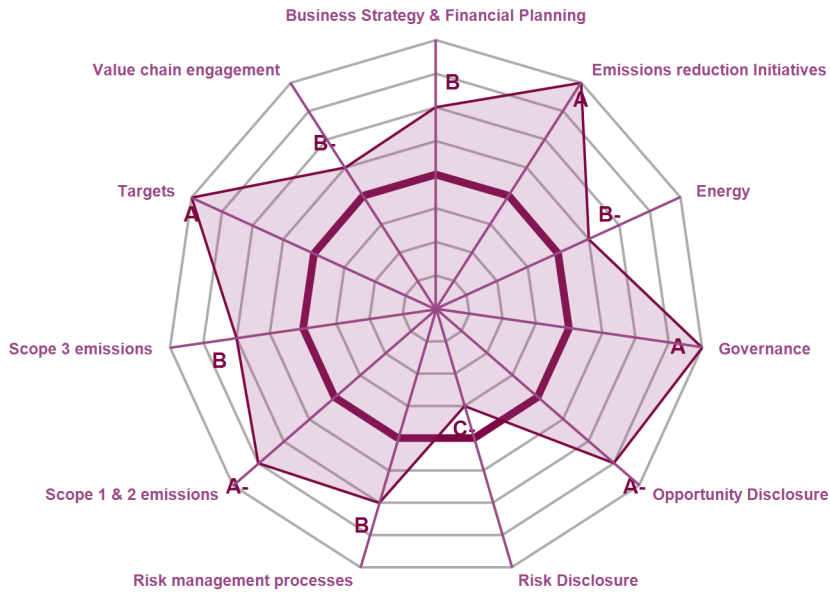 Business Strategy & Financial Planning
Value chain engagement
Emissions reduction Initiatives
B
A
B-
Targets
Energy
A
B-
Scope 3 emissions
B
A
Governance
C-
Scope 1 & 2 emissions
A-
A-
Opportunity Disclosure
B
Risk management processes
Risk Disclosure